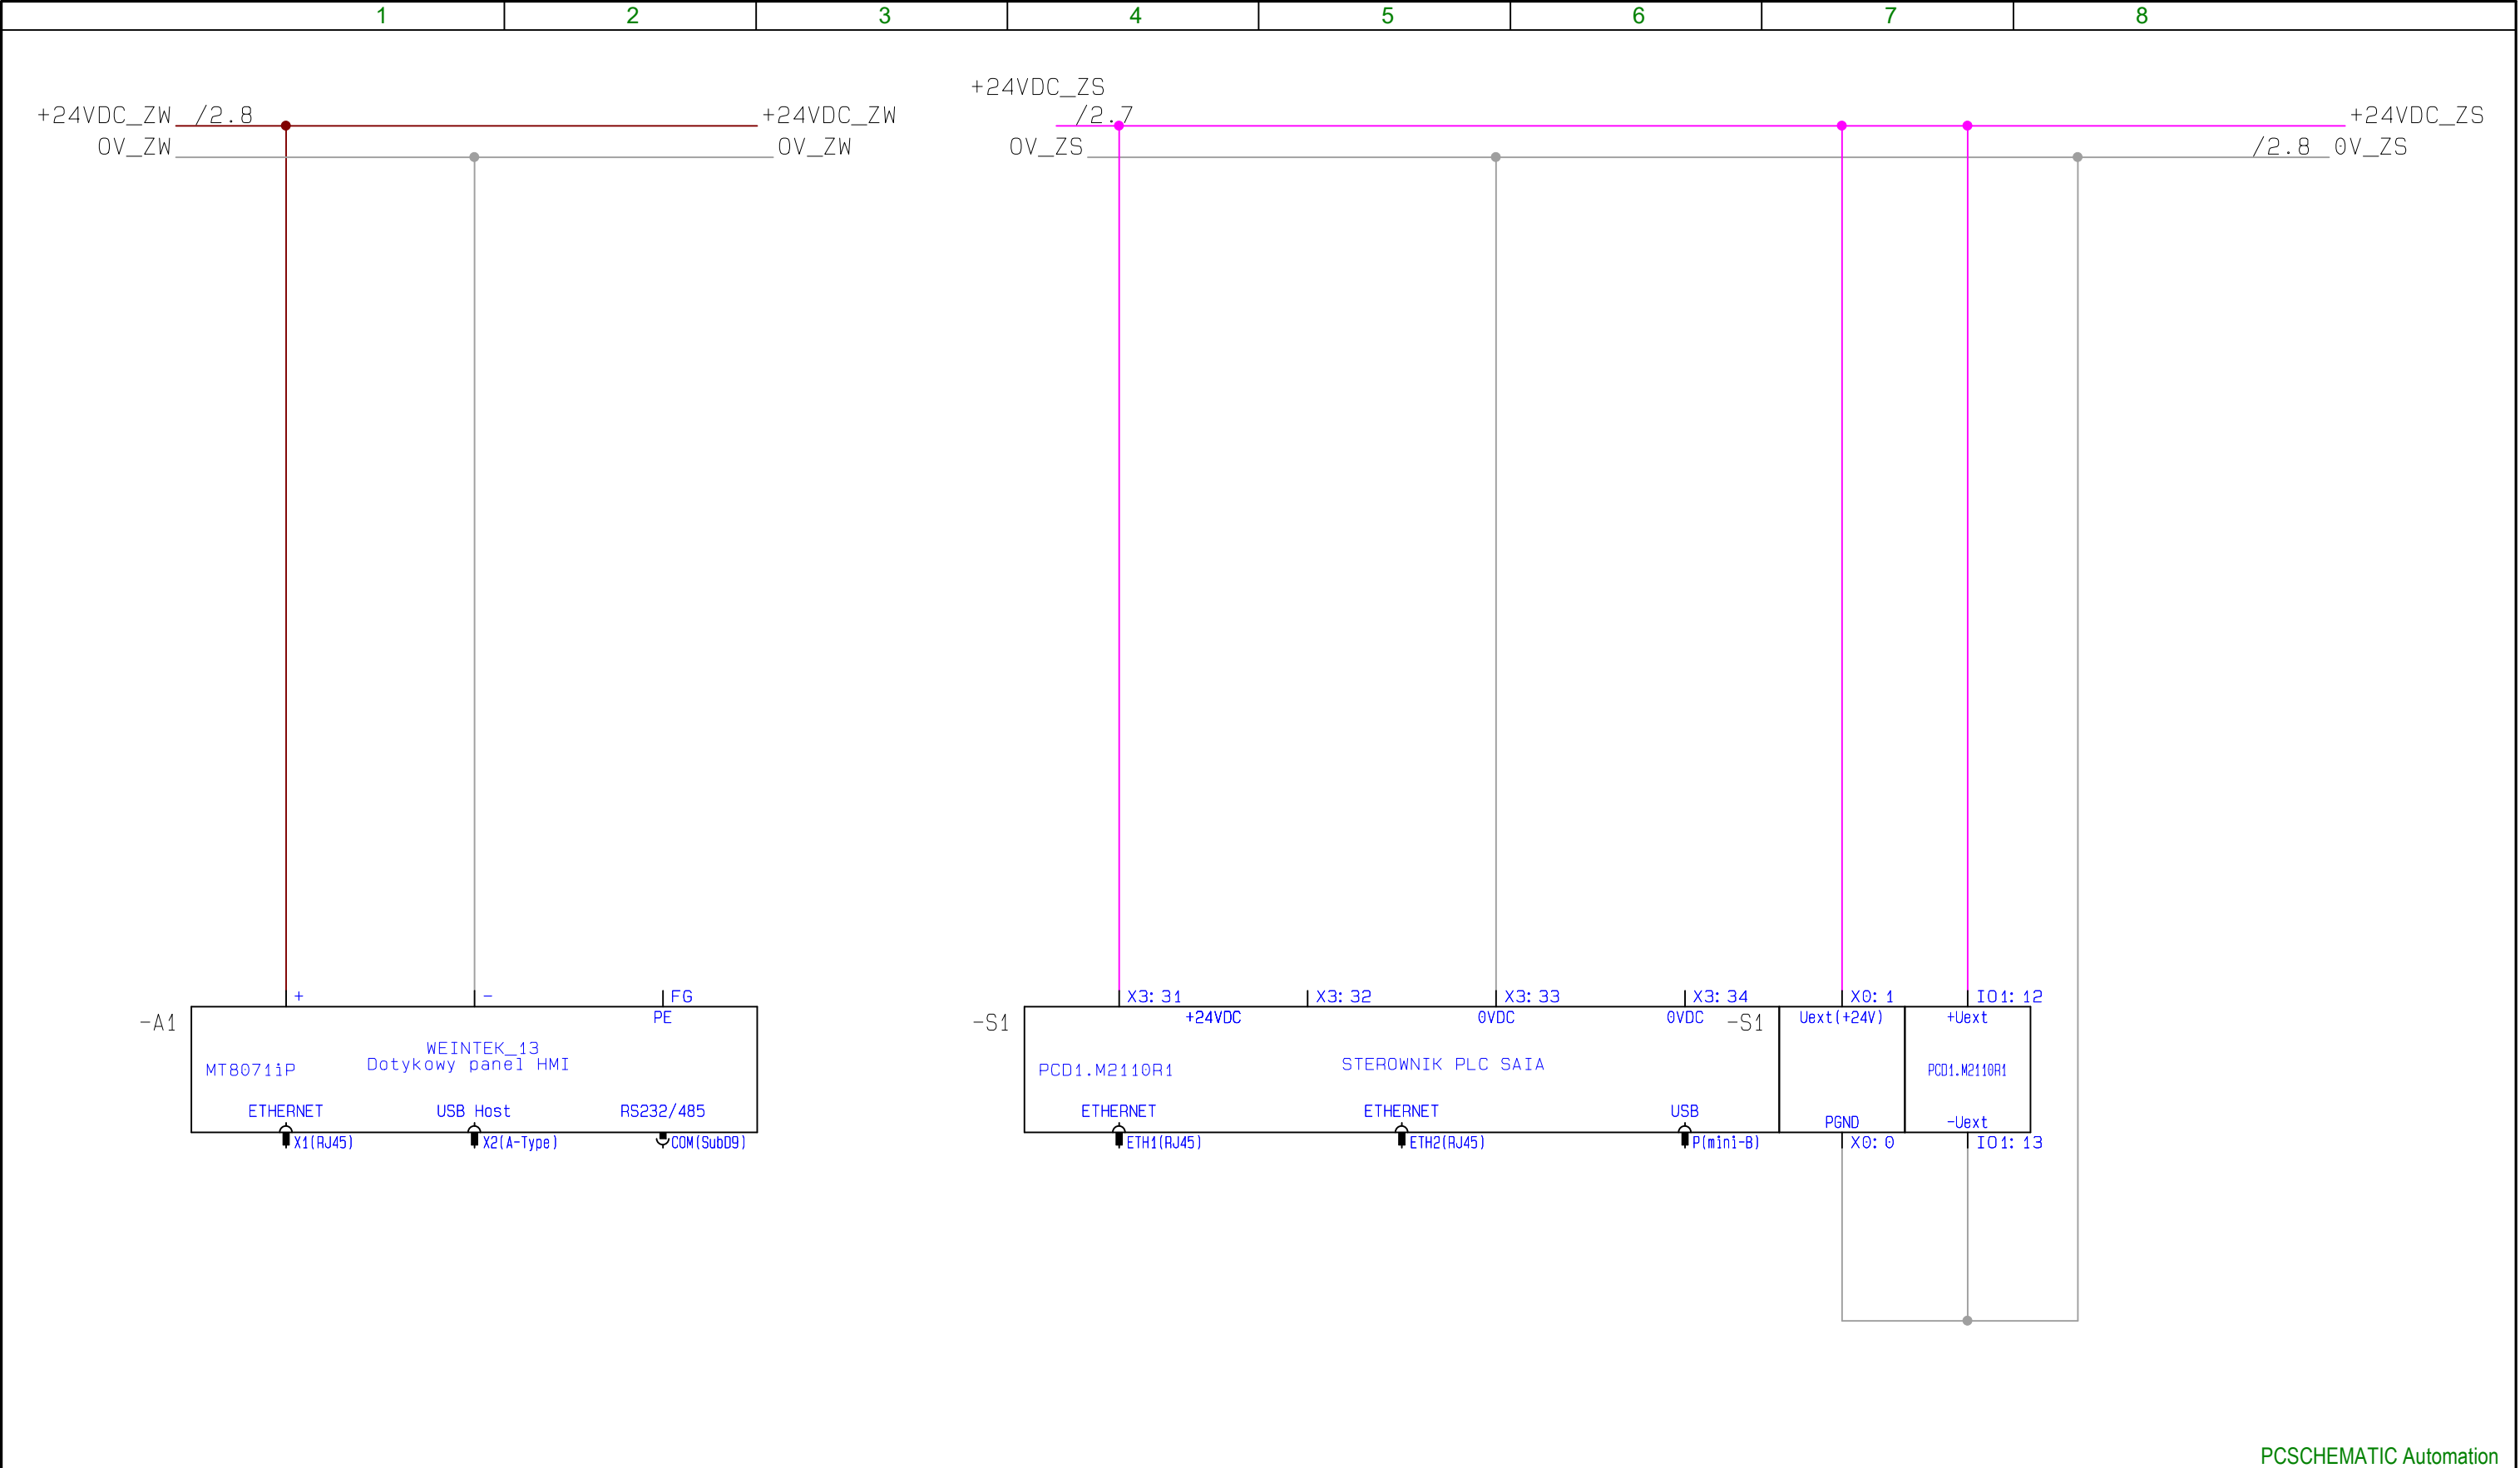 1 2 3 4 5 6 7 8
+24VDC_ZS
+24VDC_ZW /2.8 +24VDC_ZW /2.7 +24VDC_ZS
0V_ZW 0V_ZW 0V_ZS /2.8 0V_ZS
+ - FG X3:31 X3:32 X3:33 X3:34 X0:1 IO1:12
-A1 PE -S1 +24VDC 0VDC 0VDC -S1 Uext(+24V) +Uext
WEINTEK_13
MT8071iP Dotykowy panel HMI PCD1.M2110R1 STEROWNIK PLC SAIA PCD1.M2110R1
ETHERNET USB Host RS232/485 ETHERNET ETHERNET USB PGND -Uext
X1(RJ45) X2(A-Type) COM(SubD9) ETH1(RJ45) ETH2(RJ45) P(mini-B) X0:0 IO1:13
PCSCHEMATIC Automation